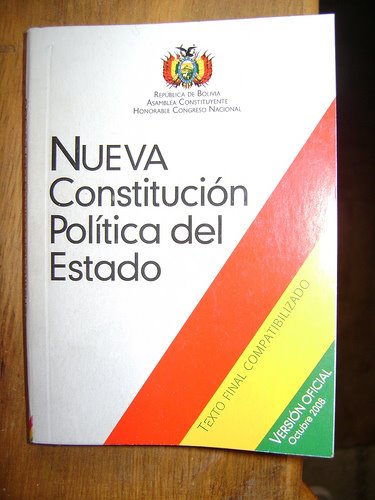 República de Bolivia
Asamblea Constituyente
Honorable Congreso Nacional
NUEVA
Constitución
Política del
Estado
TEXTO FINAL COMPATIBILIZADO
VERSIÓN OFICIAL
Octubre 2008